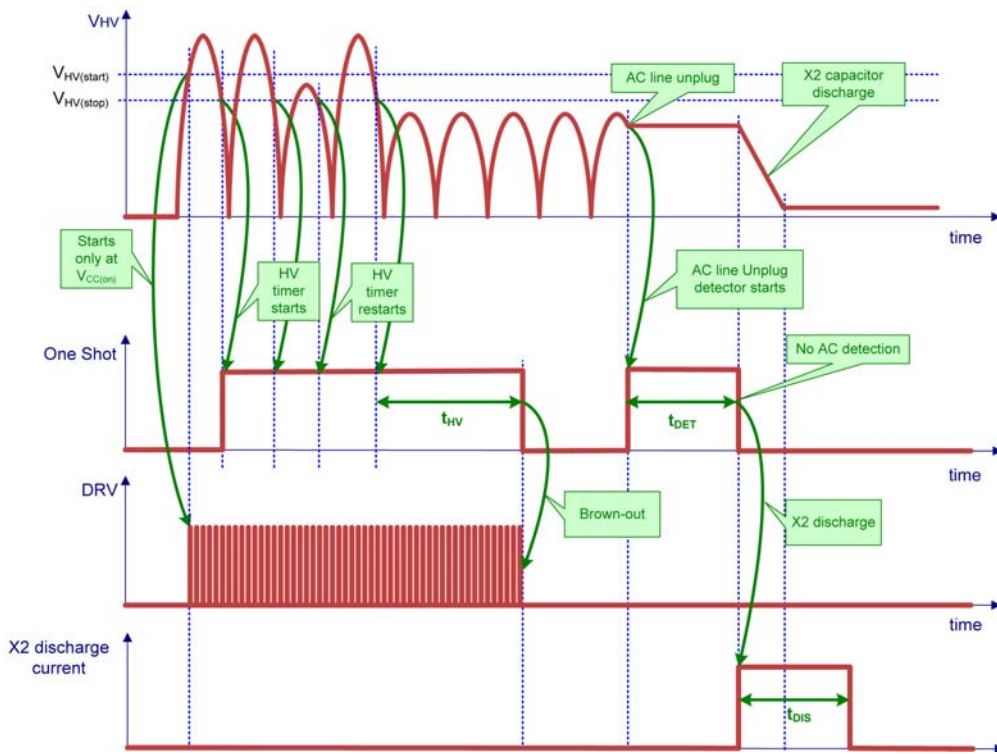 VHV
VHV(start)
VHV(stop)
AC line unplug
X2 capacitor
discharge
time
Starts
only at
VCC(on)
HV
timer
starts
HV
timer
restarts
AC line Unplug
detector starts
One Shot
No AC detection
tHV
tDET
time
DRV
Brown-out
X2 discharge
time
X2 discharge
current
tDIS